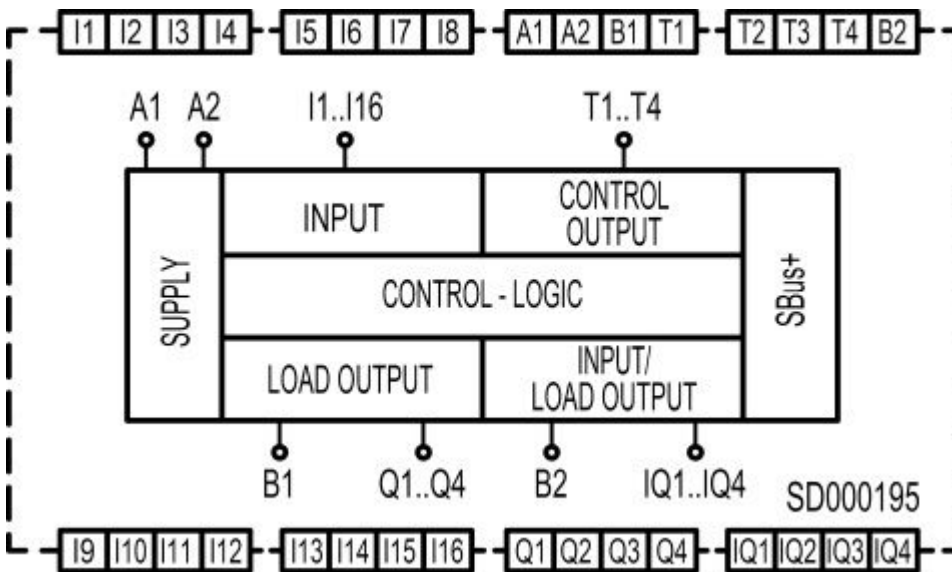 I1 I2 I3 I4 I5 I6 I7 I8 A1 A2 B1 T1 T2 T3 T4 B2
A1 A2 I1..I16 T1..T4
SUPPLY
INPUT
CONTROL
OUTPUT
CONTROL - LOGIC
LOAD OUTPUT
INPUT/
LOAD OUTPUT
SBus+
B1 Q1..Q4 B2 IQ1..IQ4
SD000195
I9 I10 I11 I12 I13 I14 I15 I16 Q1 Q2 Q3 Q4 IQ1 IQ2 IQ3 IQ4